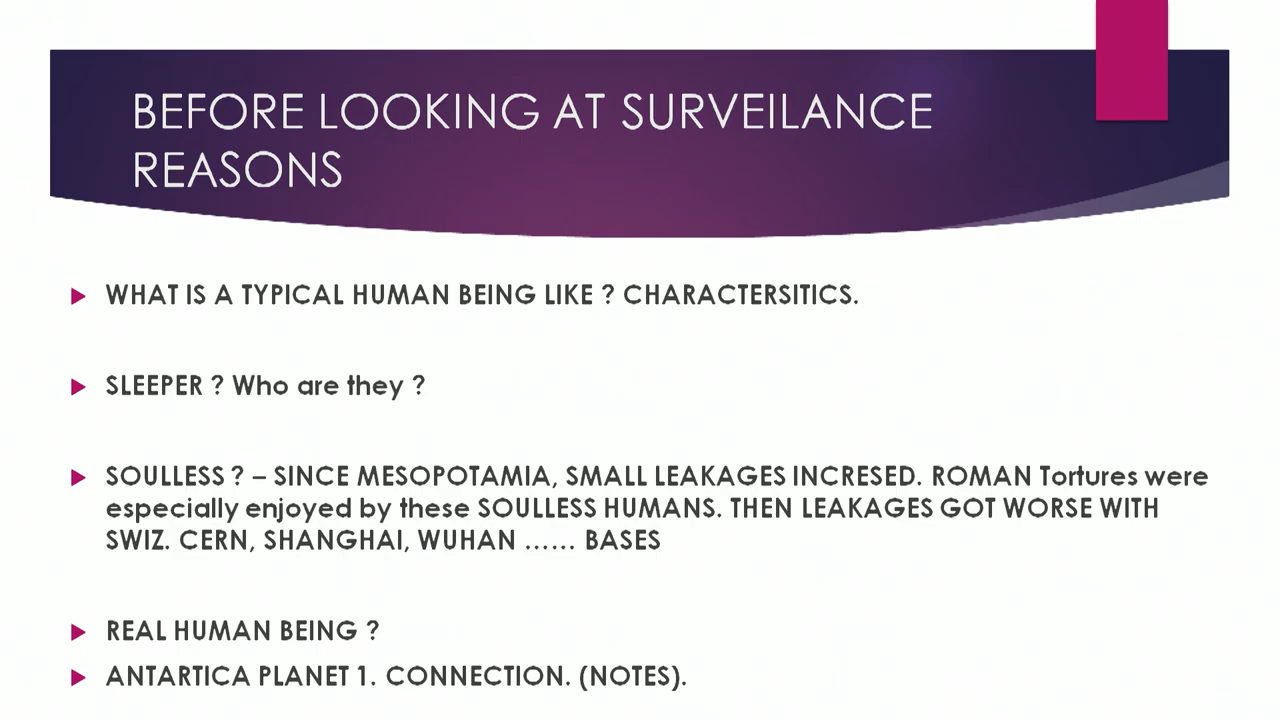 BEFORE LOOKING AT SURVEILANCE
REASONS
WHAT IS A TYPICAL HUMAN BEING LIKE ? CHARACTERSITICS.
SLEEPER ? Who are they ?
SOULLESS ? – SINCE MESOPOTAMIA, SMALL LEAKAGES INCRESED. ROMAN Tortures were
especially enjoyed by these SOULLESS HUMANS. THEN LEAKAGES GOT WORSE WITH
SWIZ. CERN, SHANGHAI, WUHAN …… BASES
REAL HUMAN BEING ?
ANTARTICA PLANET 1. CONNECTION. (NOTES).